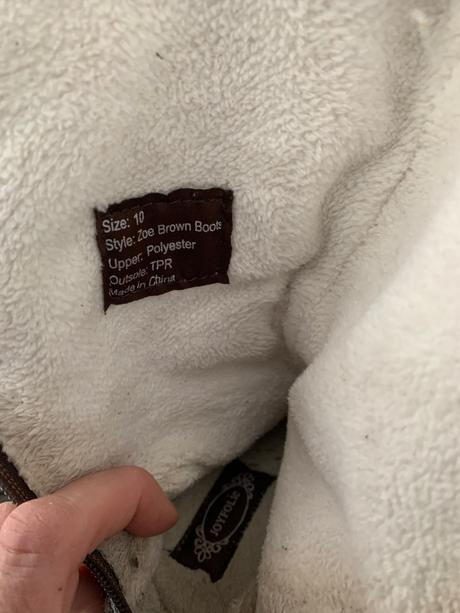 Size: 10
Style: Zoe Brown Boots
Upper: Polyester
Outsole: TPR
Made in China
JOYFOLIE